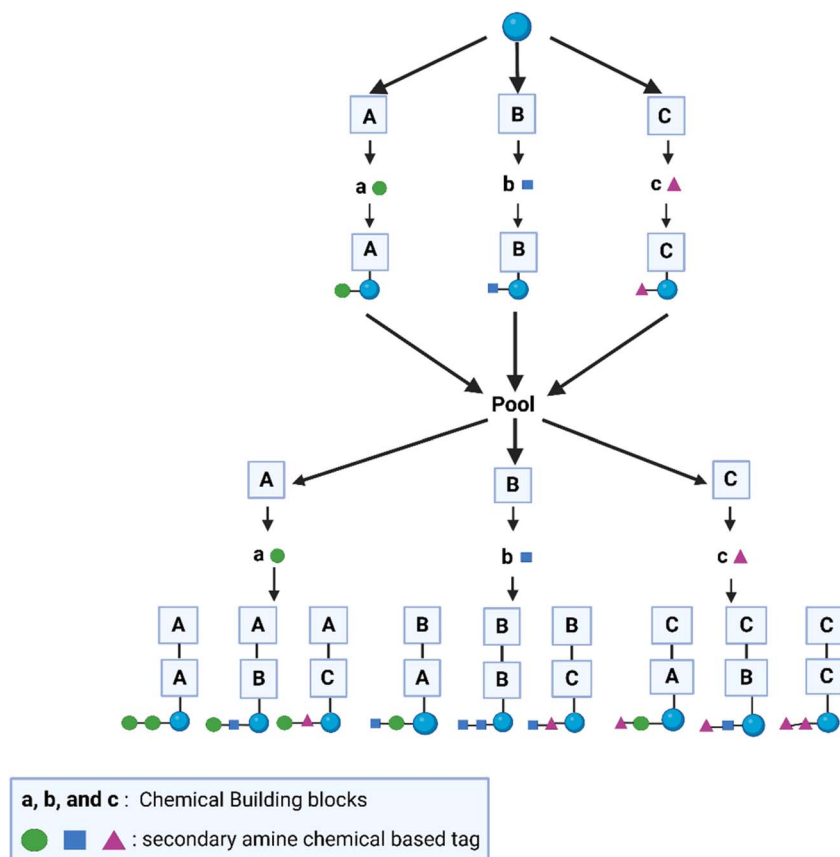 A B C
a b c
A B C
Pool
A B C
a b c
A A A B B B C C C
A B C A B C A B C
a, b, and c : Chemical Building blocks
: secondary amine chemical based tag